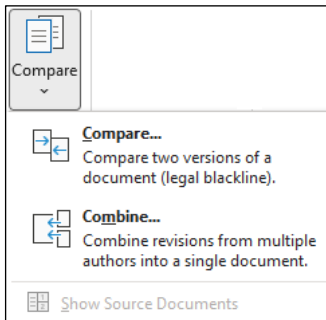 Compare
Compare...
Compare two versions of a
document (legal blackline).
Combine...
Combine revisions from multiple
authors into a single document.
Show Source Documents